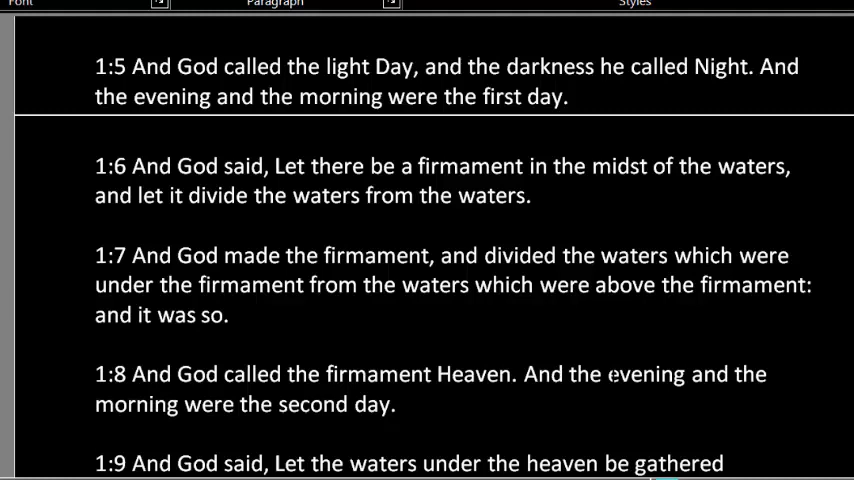 Font Paragraph Styles
1:5 And God called the light Day, and the darkness he called Night. And
the evening and the morning were the first day.
1:6 And God said, Let there be a firmament in the midst of the waters,
and let it divide the waters from the waters.
1:7 And God made the firmament, and divided the waters which were
under the firmament from the waters which were above the firmament:
and it was so.
1:8 And God called the firmament Heaven. And the evening and the
morning were the second day.
1:9 And God said, Let the waters under the heaven be gathered